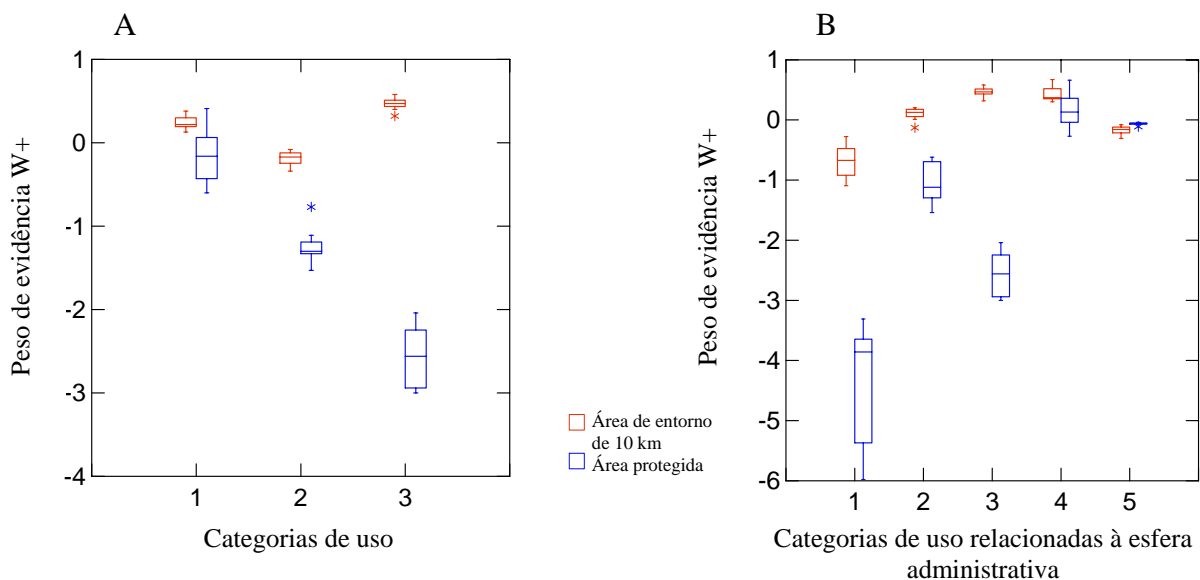 A
1
0
-1
-2
-3
-4
Peso de evidência W+
1 2 3
Categorias de uso
Área de entorno
de 10 km
Área protegida
B
1
0
-1
-2
-3
-4
-5
-6
Peso de evidência W+
1 2 3 4 5
Categorias de uso relacionadas à esfera
administrativa